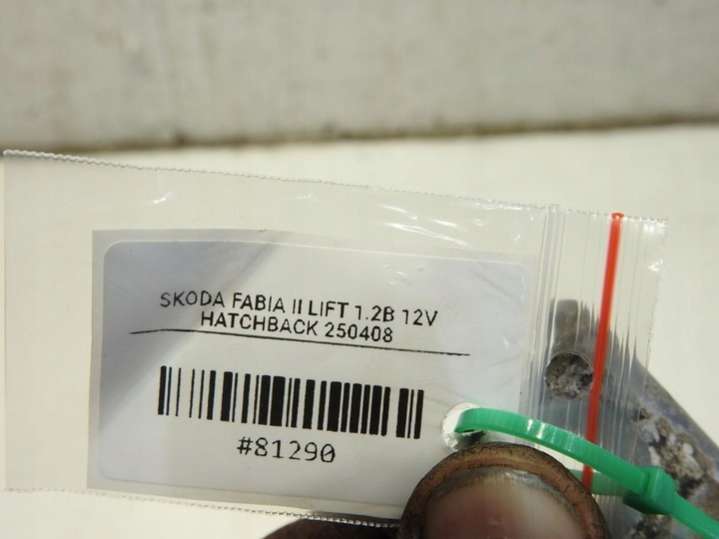 SKODA FABIA II LIFT 1.2B 12V
HATCHBACK 250408
#81290